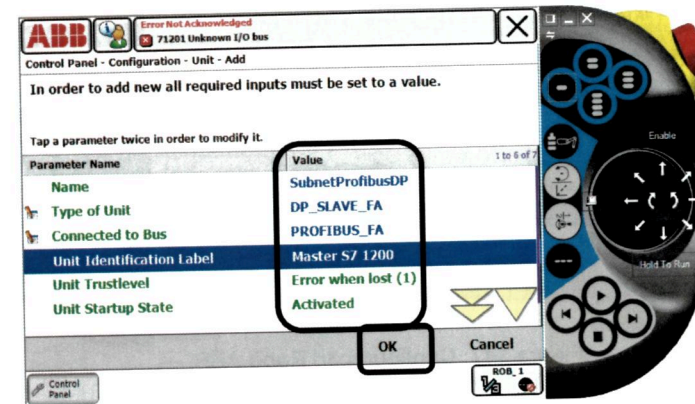 ABB
Error Not Acknowledged
71201 Unknown I/O bus
Control Panel - Configuration - Unit - Add
In order to add new all required inputs must be set to a value.
Tap a parameter twice in order to modify it.
Parameter Name Value 1 to 6 of 7
Name SubnetProfibusDP
Type of Unit DP_SLAVE_FA
Connected to Bus PROFIBUS_FA
Unit Identification Label Master S7 1200
Unit Trustlevel Error when lost (1)
Unit Startup State Activated
OK Cancel
Control
Panel
ROB_1
1/3
Enable
Hold To Run